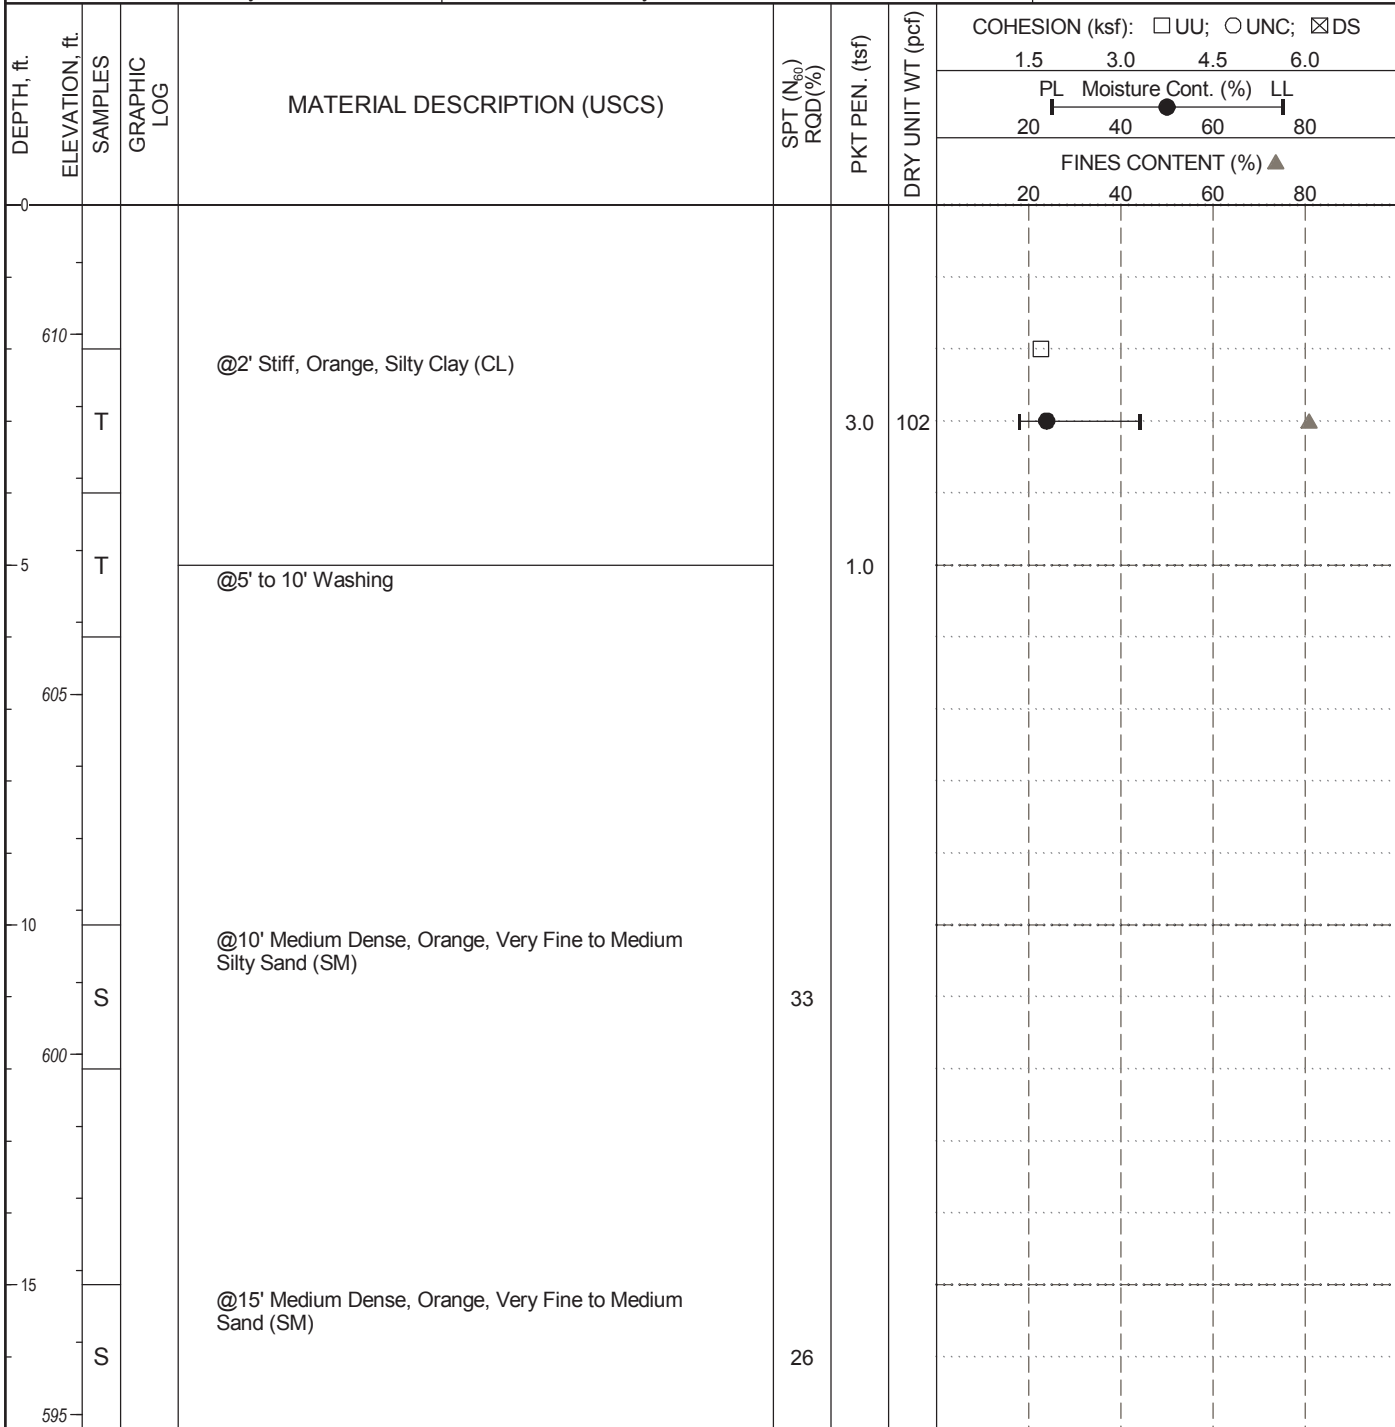 DEPTH, ft.
ELEVATION, ft.
SAMPLES
GRAPHIC
LOG
MATERIAL DESCRIPTION (USCS)
SPT (N60)
RQD(%)
PKT PEN. (tsf)
DRY UNIT WT (pcf)
COHESION (ksf): UU; UNC; DS
1.5 3.0 4.5 6.0
PL Moisture Cont. (%) LL
20 40 60 80
FINES CONTENT (%)
20 40 60 80
0
610
@2' Stiff, Orange, Silty Clay (CL)
T 3.0 102
5 T 1.0
@5' to 10' Washing
605
10
@10' Medium Dense, Orange, Very Fine to Medium
Silty Sand (SM)
S 33
600
15
@15' Medium Dense, Orange, Very Fine to Medium
Sand (SM)
S 26
595